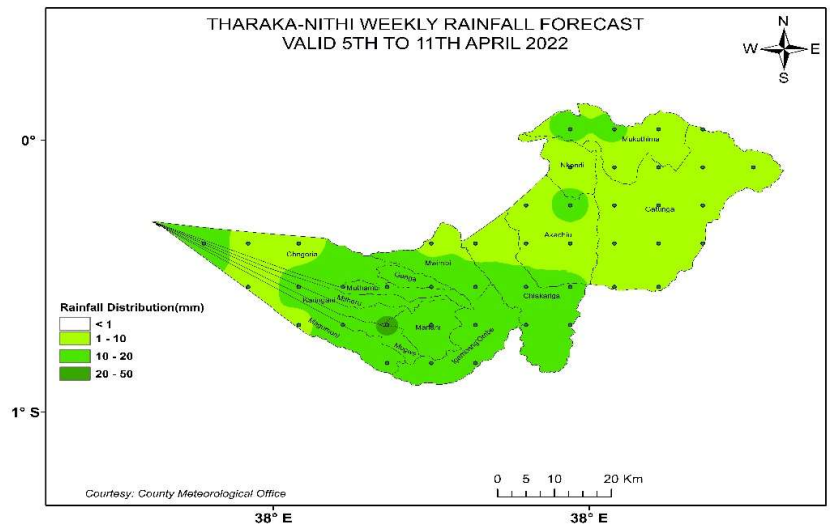 THARAKA-NITHI WEEKLY RAINFALL FORECAST
VALID 5TH TO 11TH APRIL 2022
N
W E
S
0°
Mukothima
Nkondi
Gatunga
Akachiu
Chogoria
Mwimbi
Ganga
Muthambi
Mitheru
Chiakariga
Karingani
Magumoni
Marimanti
Mugwe
Igambang'ombe
Rainfall Distribution(mm)
< 1
1 - 10
10 - 20
20 - 50
1° S
0 5 10 20 Km
Courtesy: County Meteorological Office
38° E 38° E